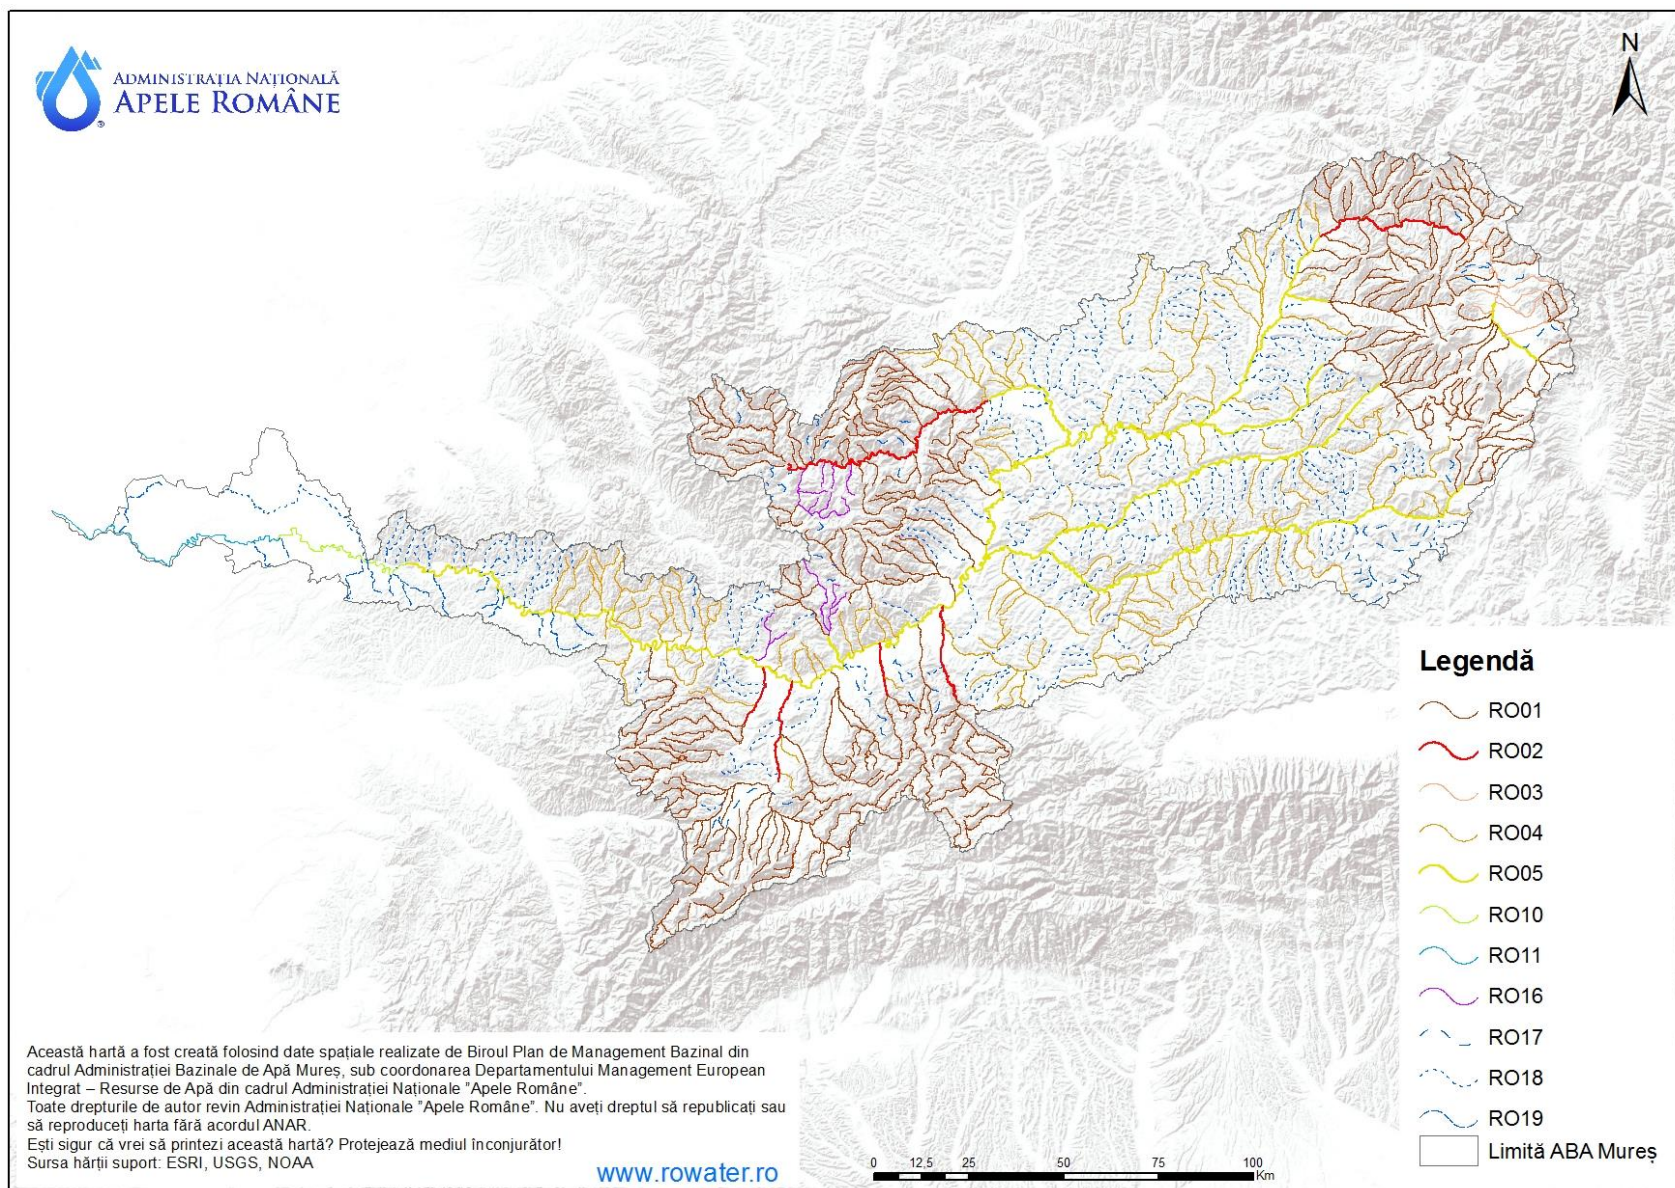 ADMINISTRAȚIA NAȚIONALĂ
APELE ROMÂNE
®
N
Legendă
RO01
RO02
RO03
RO04
RO05
RO10
RO11
RO16
RO17
RO18
RO19
Limită ABA Mureș
Această hartă a fost creată folosind date spațiale realizate de Biroul Plan de Management Bazinal din
cadrul Administrației Bazinale de Apă Mureș, sub coordonarea Departamentului Management European
Integrat – Resurse de Apă din cadrul Administrației Naționale "Apele Române".
Toate drepturile de autor revin Administrației Naționale "Apele Române". Nu aveți dreptul să republicați sau
să reproduceți harta fără acordul ANAR.
Ești sigur că vrei să printezi această hartă? Protejează mediul înconjurător!
Sursa hărții suport: ESRI, USGS, NOAA
www.rowater.ro
0 12,5 25 50 75 100
Km